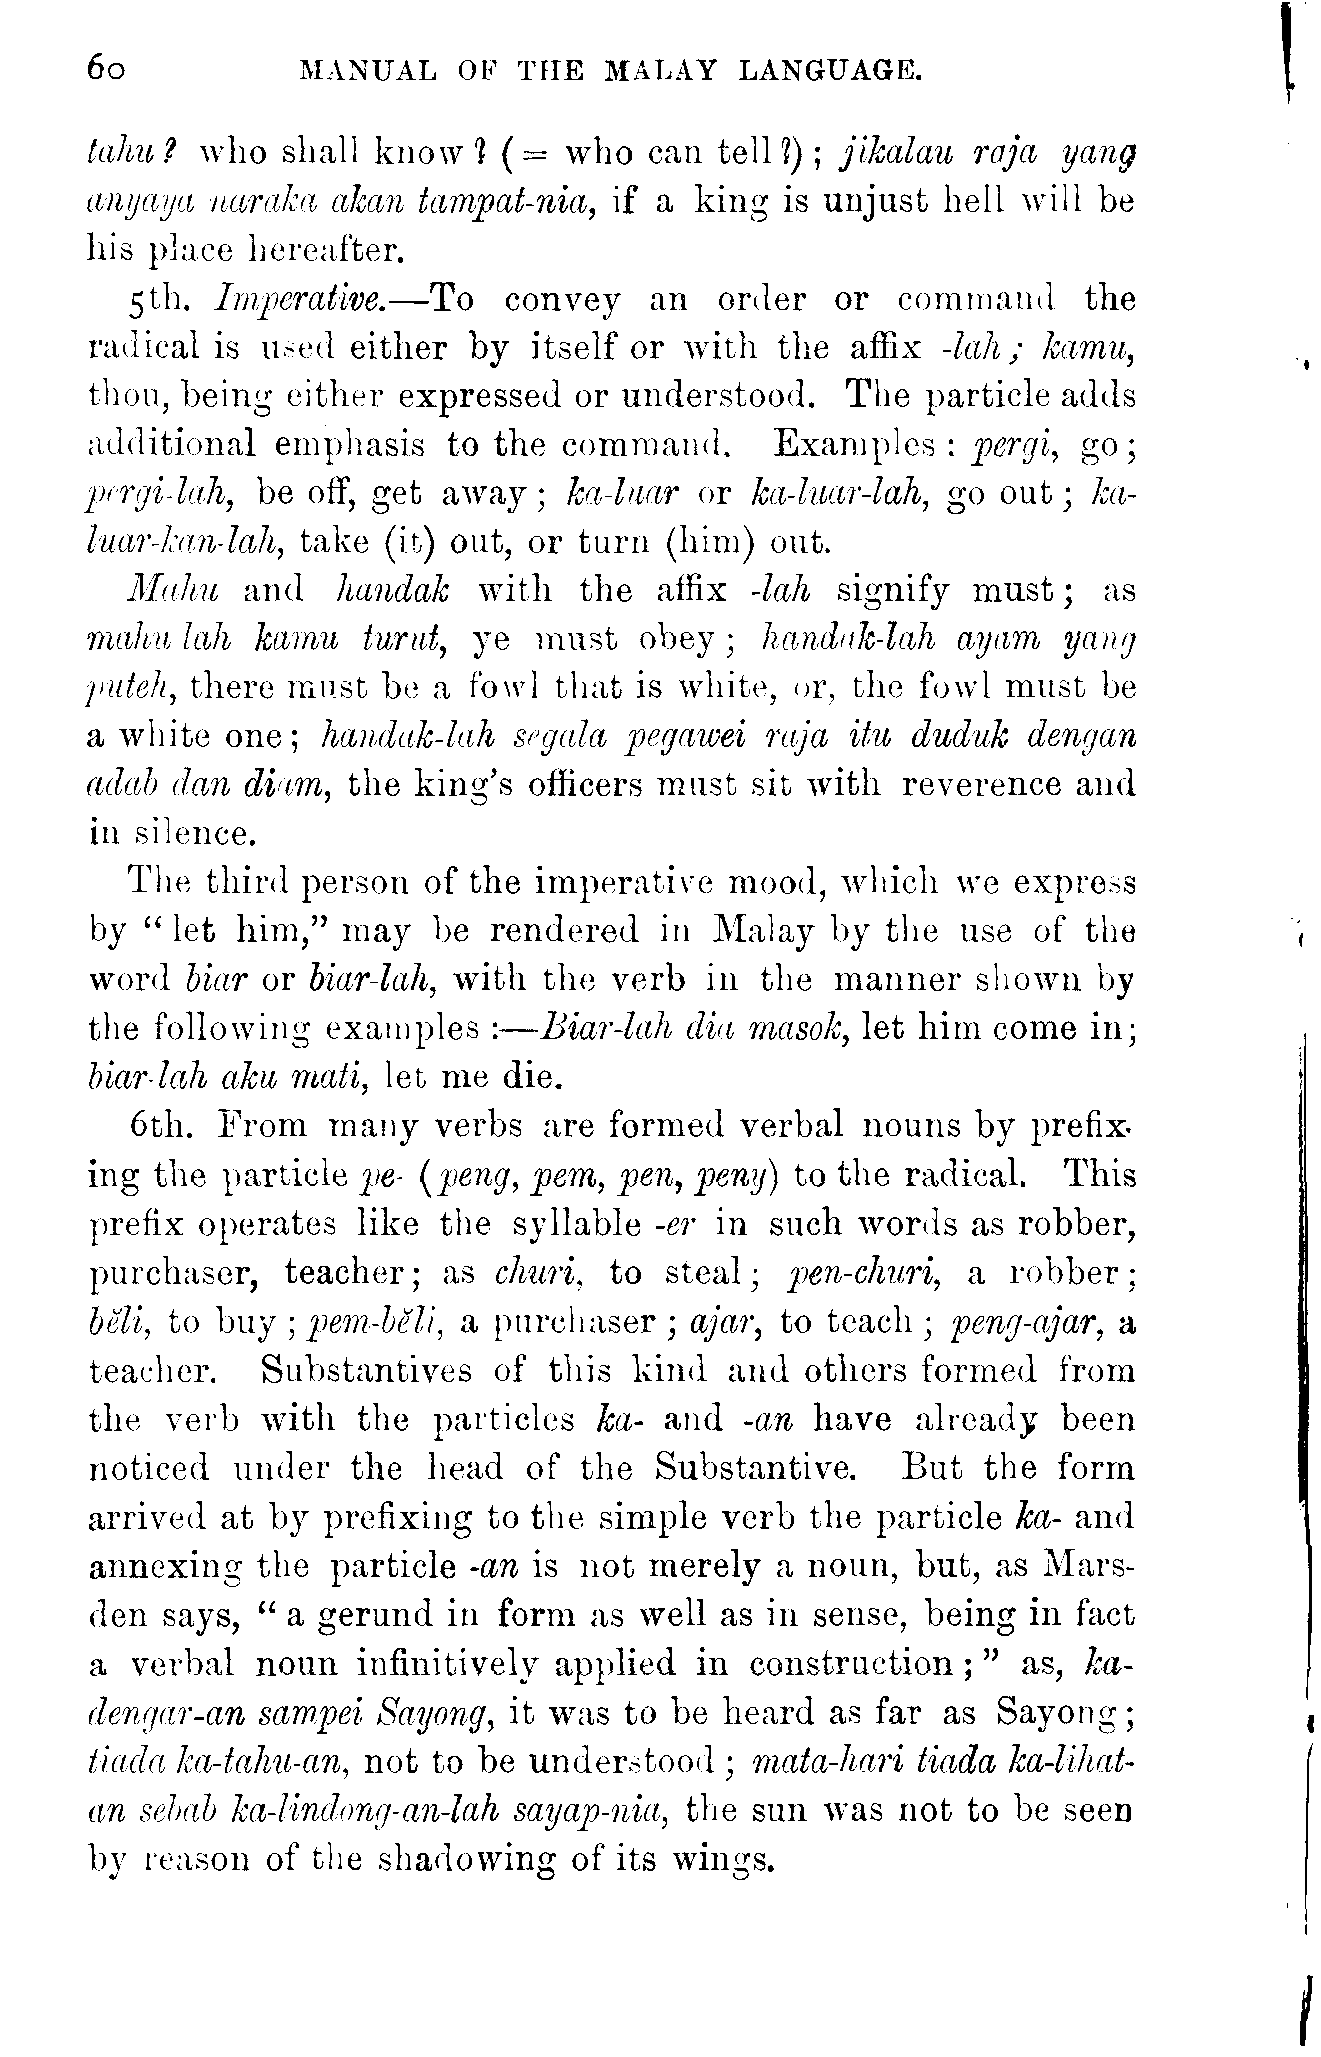 60 MANUAL OF THE MALAY LANGUAGE.
tahu? who shall know? (= who can tell?); jikalau raja yang
anyaya naraka akan tampat-nia, if a king is unjust hell will be
his place hereafter.
5th. Imperative.—To convey an order or command the
radical is used either by itself or with the affix -lah; kamu,
thou, being either expressed or understood. The particle adds
additional emphasis to the command. Examples: pergi, go;
pergi-lah, be off, get away; ka-luar or ka-luar-lah, go out; ka-
luar-kan-lah, take (it) out, or turn (him) out.
Mahu and handak with the affix -lah signify must; as
mahu lah kamu turut, ye must obey; handak-lah ayam yang
puteh, there must be a fowl that is white, or, the fowl must be
a white one; handak-lah segala pegawei raja itu duduk dengan
adab dan diam, the king's officers must sit with reverence and
in silence.
The third person of the imperative mood, which we express
by "let him," may be rendered in Malay by the use of the
word biar or biar-lah, with the verb in the manner shown by
the following examples:—Biar-lah dia masok, let him come in;
biar-lah aku mati, let me die.
6th. From many verbs are formed verbal nouns by prefix-
ing the particle pe- (peng, pem, pen, peny) to the radical. This
prefix operates like the syllable -er in such words as robber,
purchaser, teacher; as churi, to steal; pen-churi, a robber;
bĕli, to buy; pem-bĕli, a purchaser; ajar, to teach; peng-ajar, a
teacher. Substantives of this kind and others formed from
the verb with the particles ka- and -an have already been
noticed under the head of the Substantive. But the form
arrived at by prefixing to the simple verb the particle ka- and
annexing the particle -an is not merely a noun, but, as Mars-
den says, "a gerund in form as well as in sense, being in fact
a verbal noun infinitively applied in construction;" as, ka-
dengar-an sampei Sayong, it was to be heard as far as Sayong;
tiada ka-tahu-an, not to be understood; mata-hari tiada ka-lihat-
an sebab ka-lindong-an-lah sayap-nia, the sun was not to be seen
by reason of the shadowing of its wings.